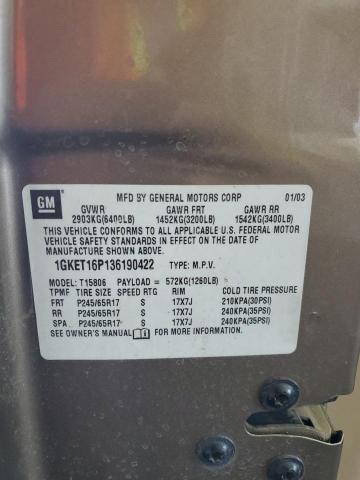 GM
MFD BY GENERAL MOTORS CORP 01/03
GVWR GAWR FRT GAWR RR
2903KG(6400LB) 1452KG(3200LB) 1542KG(3400LB)
THIS VEHICLE CONFORMS TO ALL APPLICABLE U.S. FEDERAL MOTOR
VEHICLE SAFETY STANDARDS IN EFFECT ON THE DATE OF
MANUFACTURE SHOWN ABOVE.
1GKET16P136190422 TYPE: M.P.V.
MODEL: T15806 PAYLOAD = 572KG(1260LB)
TPMF TIRE SIZE SPEED RTG RIM COLD TIRE PRESSURE
FRT P245/65R17 S 17X7J 210KPA(30PSI)
RR P245/65R17 S 17X7J 240KPA(35PSI)
SPA P245/65R17 S 17X7J 240KPA(35PSI)
SEE OWNER'S MANUAL FOR MORE INFORMATION.